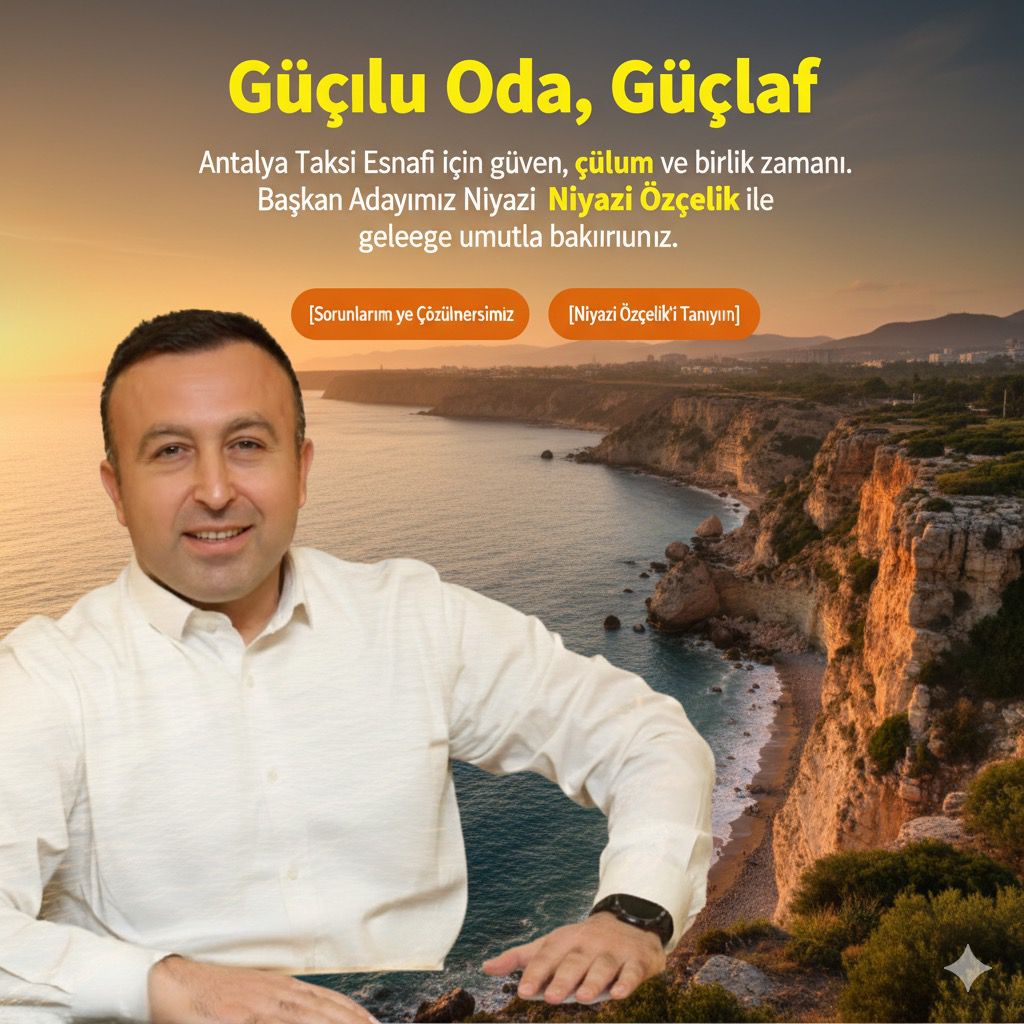 Güçılu Oda, Güçlaf
Antalya Taksi Esnafi için güven, çülum ve birlik zamanı.
Başkan Adayımız Niyazi Niyazi Özçelik ile
geleege umutla bakıırıunız.
[Sorunlarım ye Çözülnersimiz
[Niyazi Özçelik'i Tanıyın]